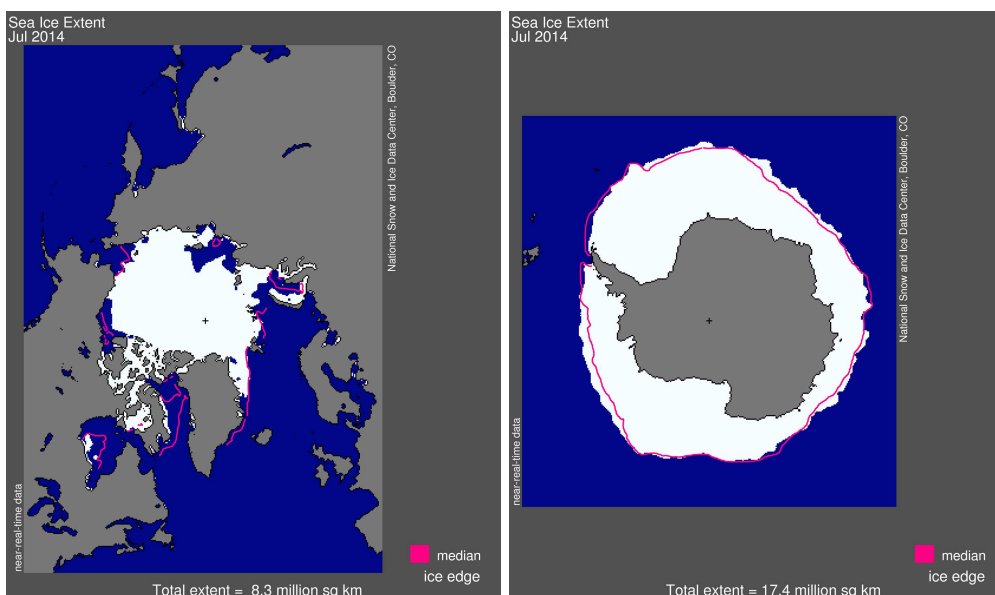 Sea Ice Extent
Jul 2014
National Snow and Ice Data Center, Boulder, CO
near-real-time data
median
ice edge
Total extent = 8.3 million sq km
Sea Ice Extent
Jul 2014
National Snow and Ice Data Center, Boulder, CO
near-real-time data
median
ice edge
Total extent = 17.4 million sq km